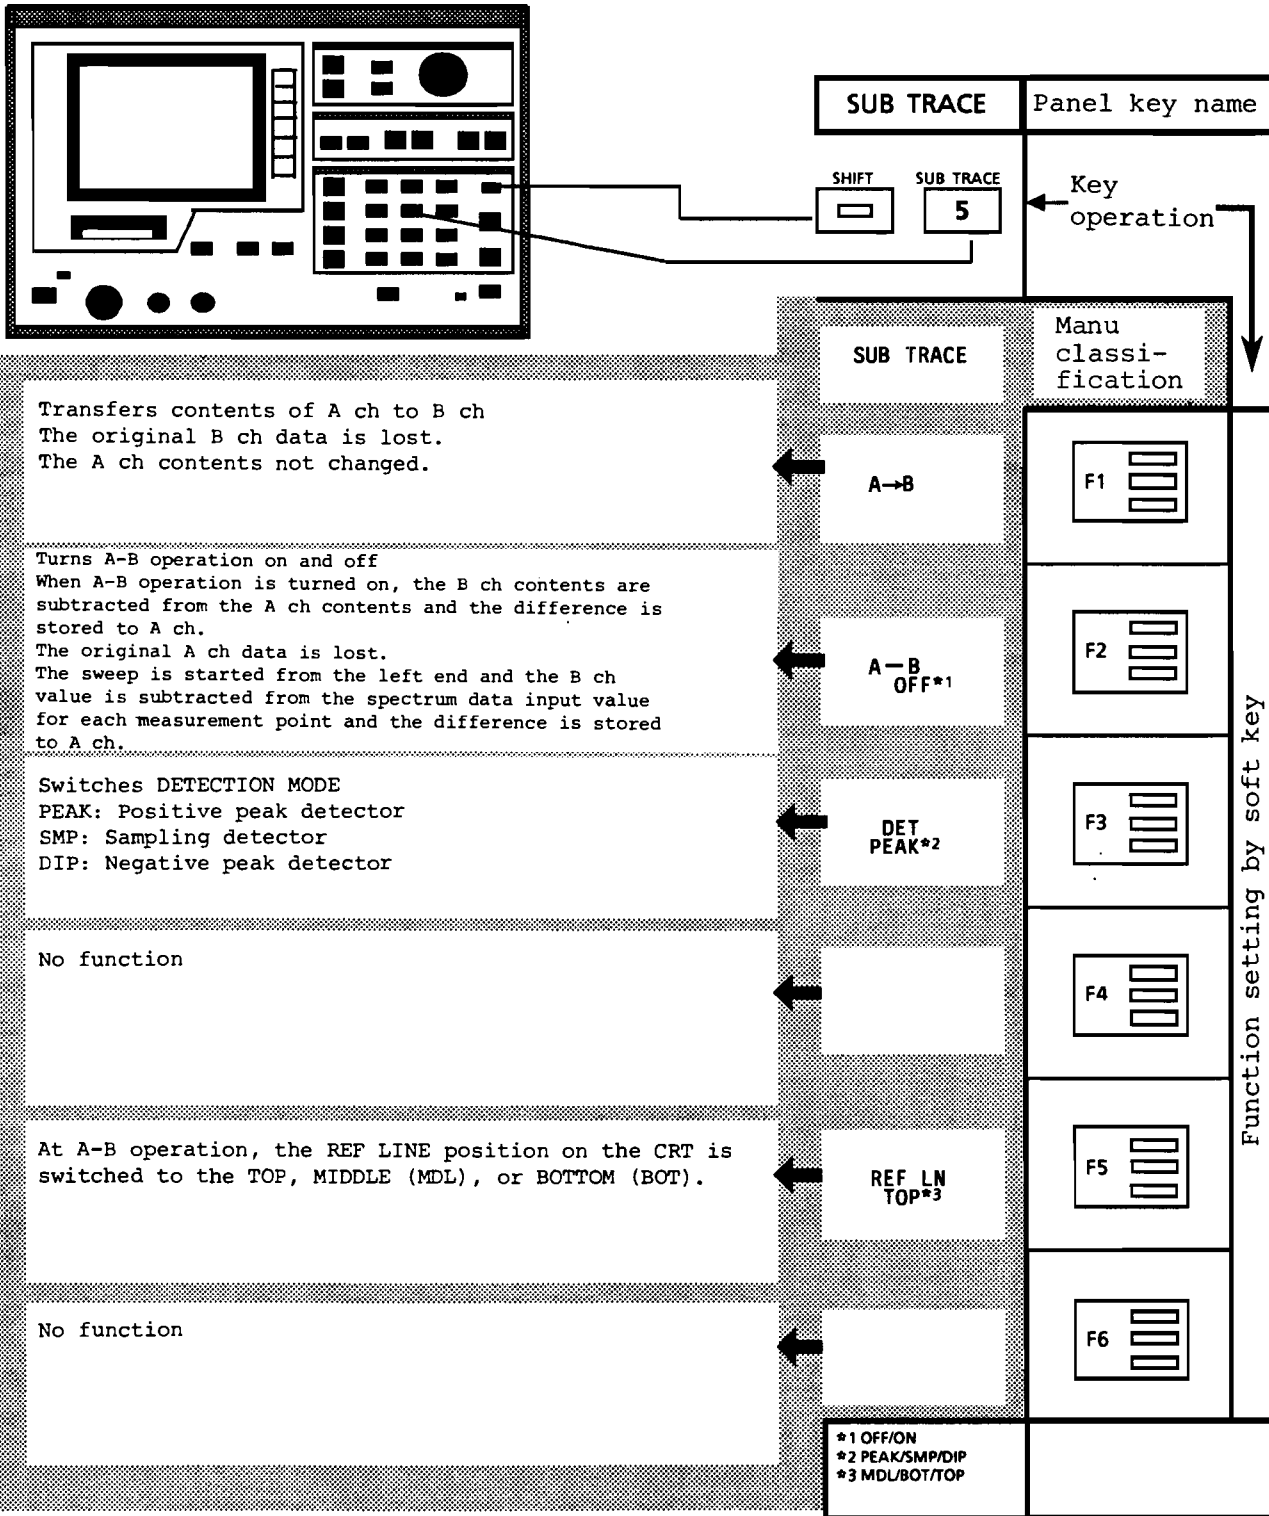 SUB TRACE
Panel key name
SHIFT
SUB TRACE
5
Key
operation
SUB TRACE
Manu
classi-
fication
Transfers contents of A ch to B ch
The original B ch data is lost.
The A ch contents not changed.
A→B
F1
Turns A-B operation on and off
When A-B operation is turned on, the B ch contents are
subtracted from the A ch contents and the difference is
stored to A ch.
The original A ch data is lost.
The sweep is started from the left end and the B ch
value is subtracted from the spectrum data input value
for each measurement point and the difference is stored
to A ch.
A－B
OFF*1
F2
Switches DETECTION MODE
PEAK: Positive peak detector
SMP: Sampling detector
DIP: Negative peak detector
DET
PEAK*2
F3
No function
F4
At A-B operation, the REF LINE position on the CRT is
switched to the TOP, MIDDLE (MDL), or BOTTOM (BOT).
REF LN
TOP*3
F5
No function
F6
Function setting by soft key
*1 OFF/ON
*2 PEAK/SMP/DIP
*3 MDL/BOT/TOP